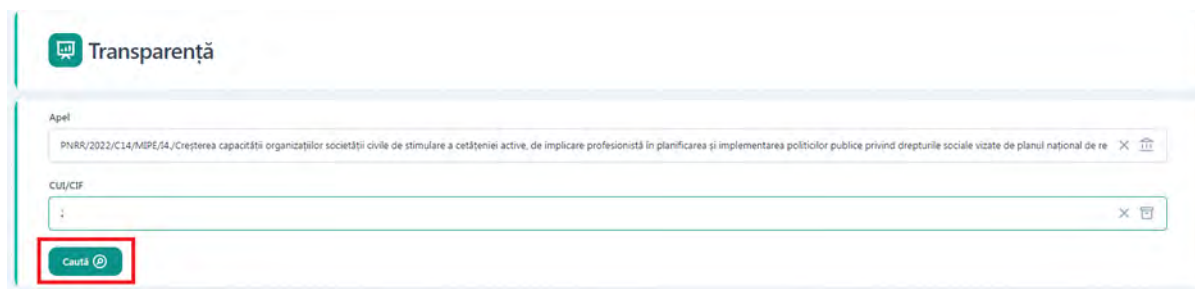 Transparență
Apel
PNRR/2022/C14/MIPE/I4./Creșterea capacității organizațiilor societății civile de stimulare a cetățeniei active, de implicare profesionistă în planificarea și implementarea politicilor publice privind drepturile sociale vizate de planul național de re
CUI/CIF
Caută